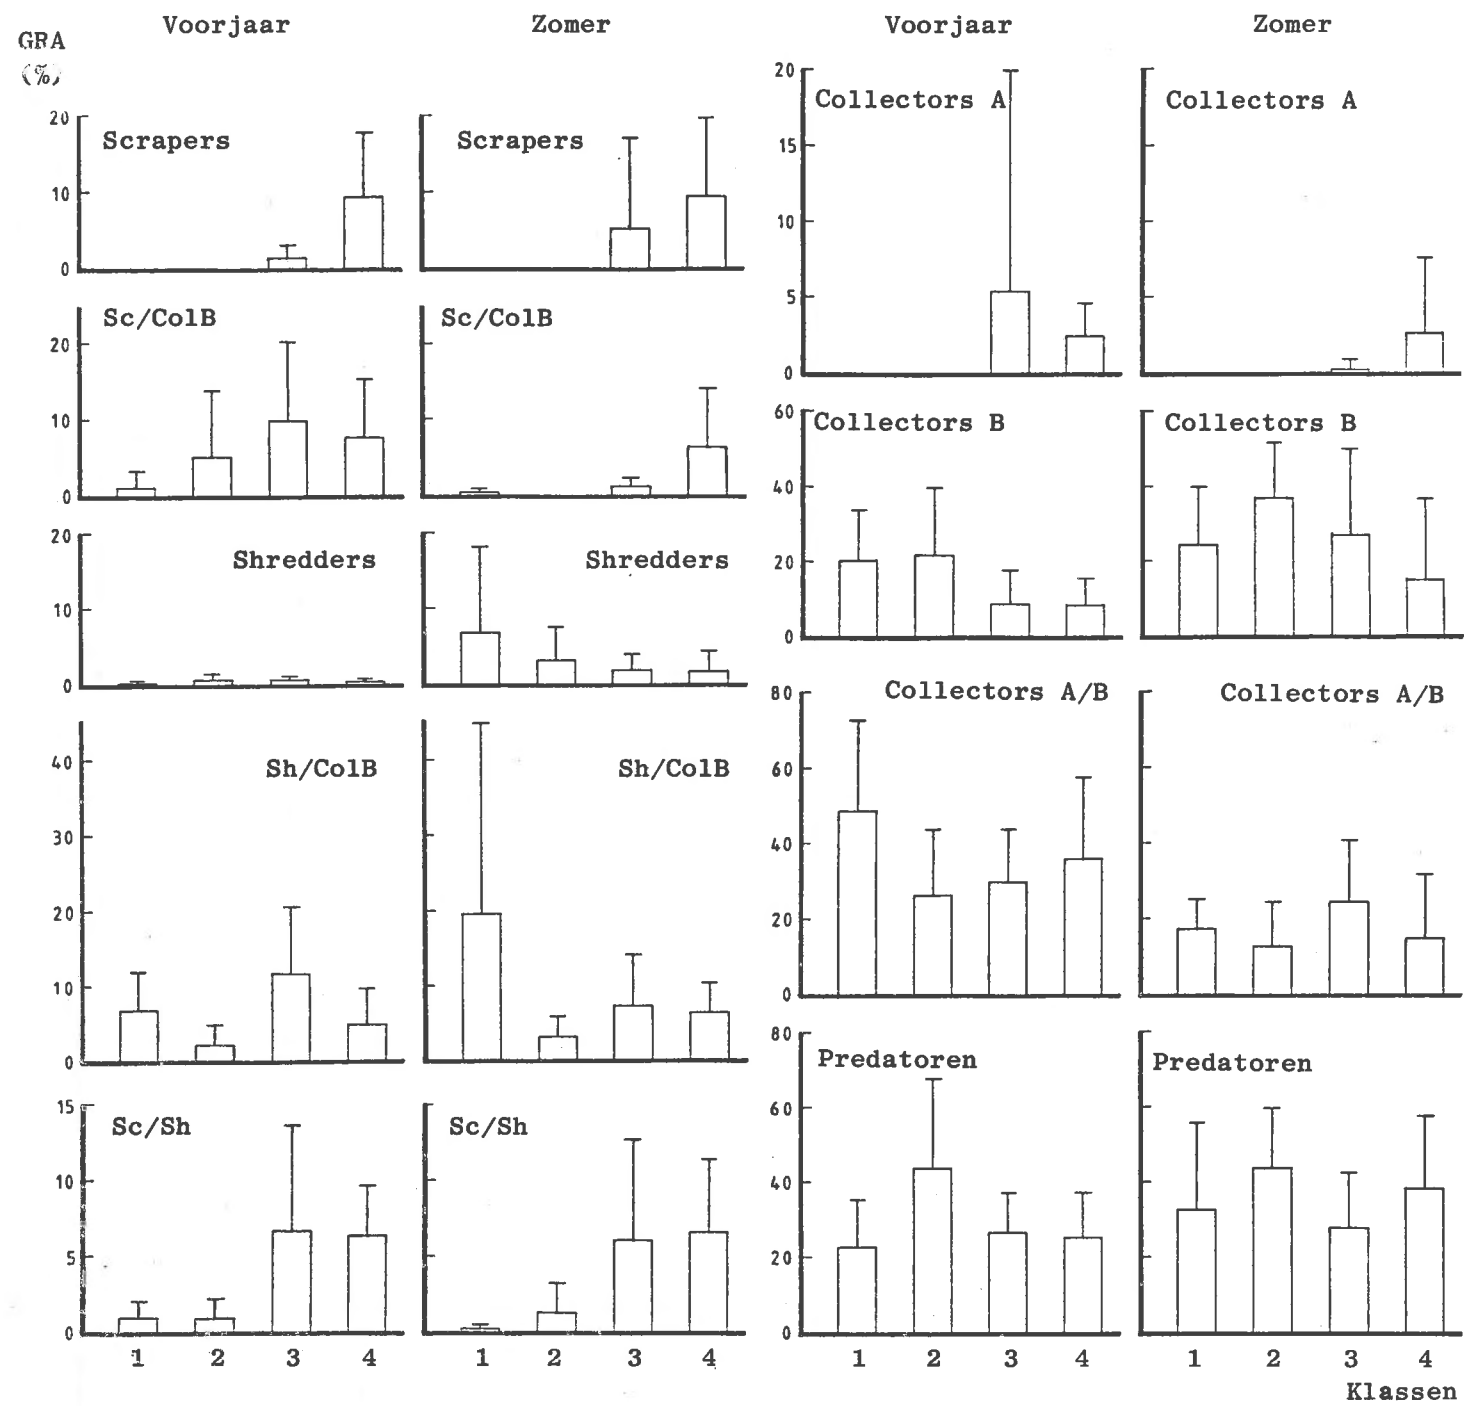 Voorjaar Zomer Voorjaar Zomer
GRA
(%)
20
10
0
Scrapers
Scrapers
20
10
0
Sc/ColB
Sc/ColB
20
10
0
Shredders
Shredders
40
30
20
10
0
Sh/ColB
Sh/ColB
15
10
5
0
Sc/Sh
Sc/Sh
1 2 3 4
1 2 3 4
20
15
10
5
0
Collectors A
Collectors A
60
40
20
0
Collectors B
Collectors B
80
60
40
20
0
Collectors A/B
Collectors A/B
80
60
40
20
0
Predatoren
Predatoren
1 2 3 4
1 2 3 4
Klassen